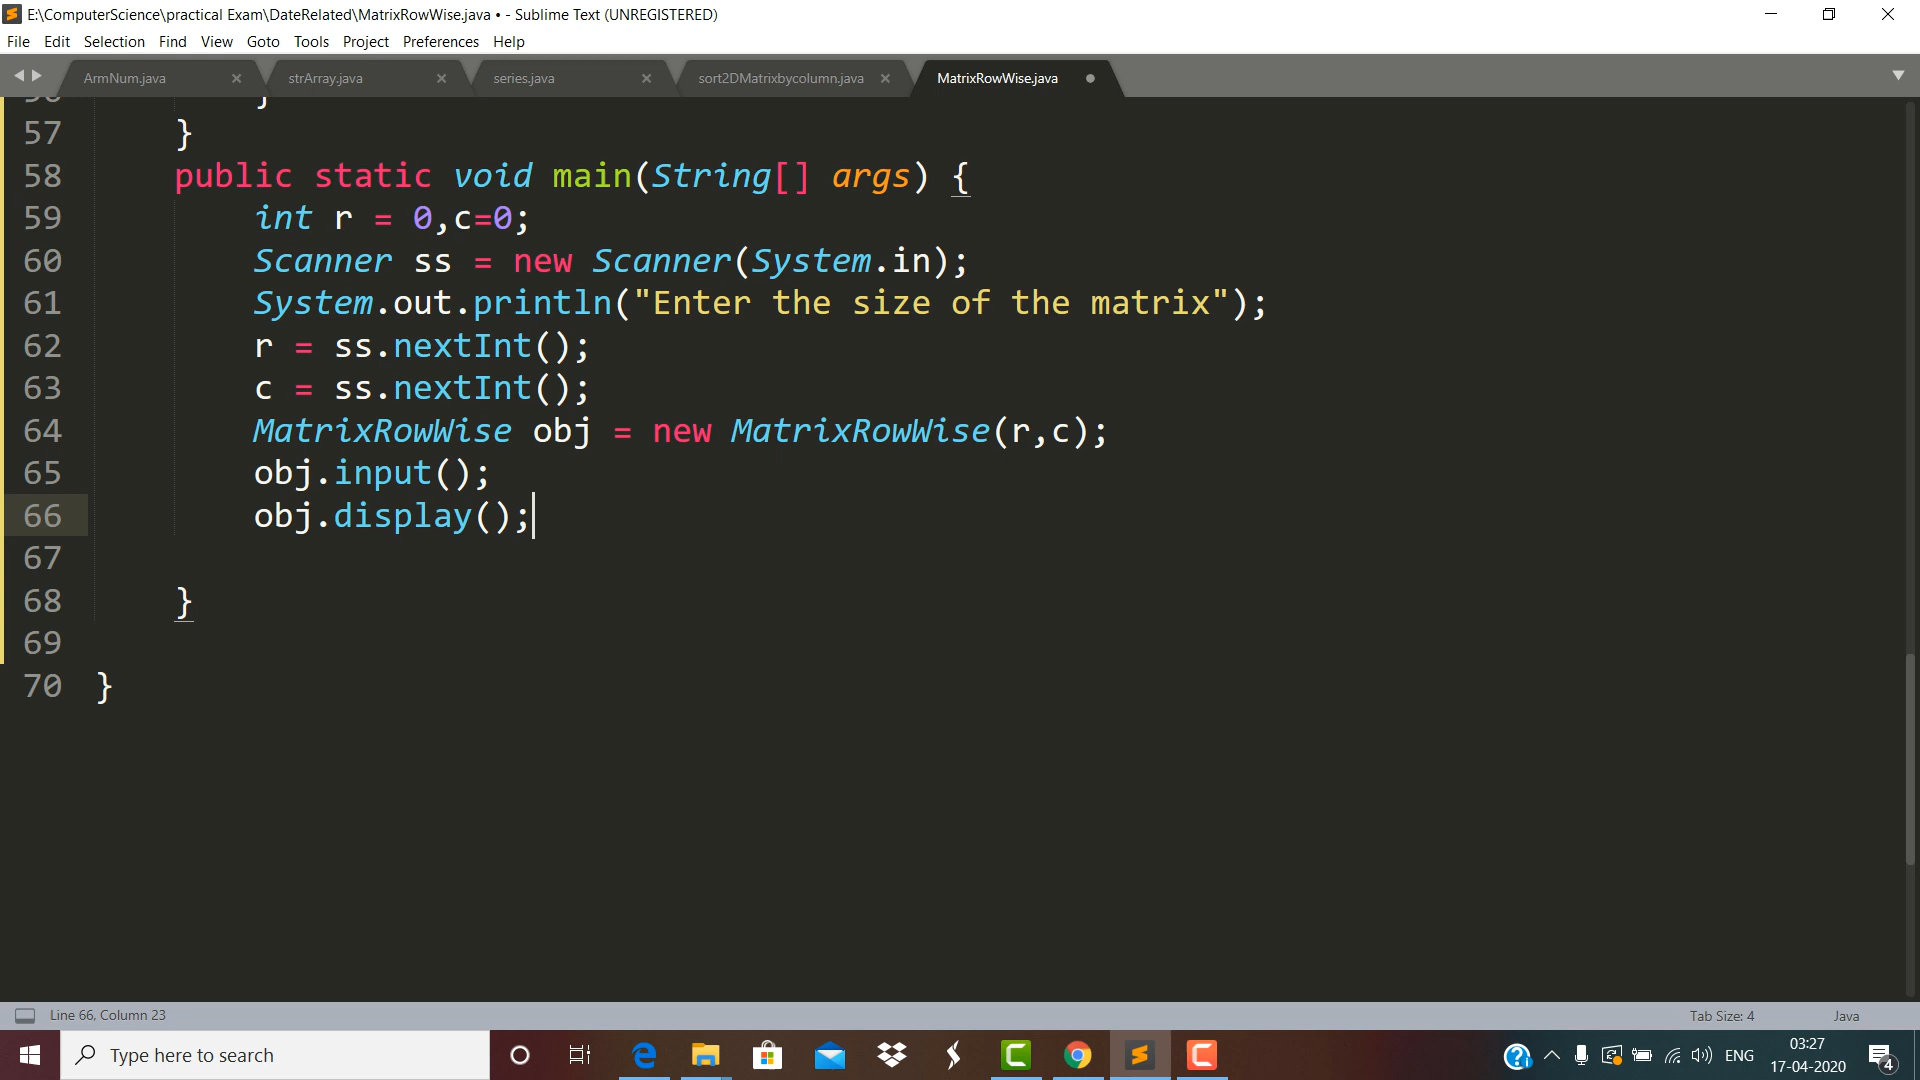 E:\ComputerScience\practical Exam\DateRelated\MatrixRowWise.java • - Sublime Text (UNREGISTERED)
File Edit Selection Find View Goto Tools Project Preferences Help
ArmNum.java strArray.java series.java sort2DMatrixbycolumn.java MatrixRowWise.java
}
57 }
58 public static void main(String[] args) {
59 int r = 0,c=0;
60 Scanner ss = new Scanner(System.in);
61 System.out.println("Enter the size of the matrix");
62 r = ss.nextInt();
63 c = ss.nextInt();
64 MatrixRowWise obj = new MatrixRowWise(r,c);
65 obj.input();
66 obj.display();
67
68 }
69
70 }
Line 66, Column 23 Tab Size: 4 Java
Type here to search ENG 03:27
17-04-2020 4